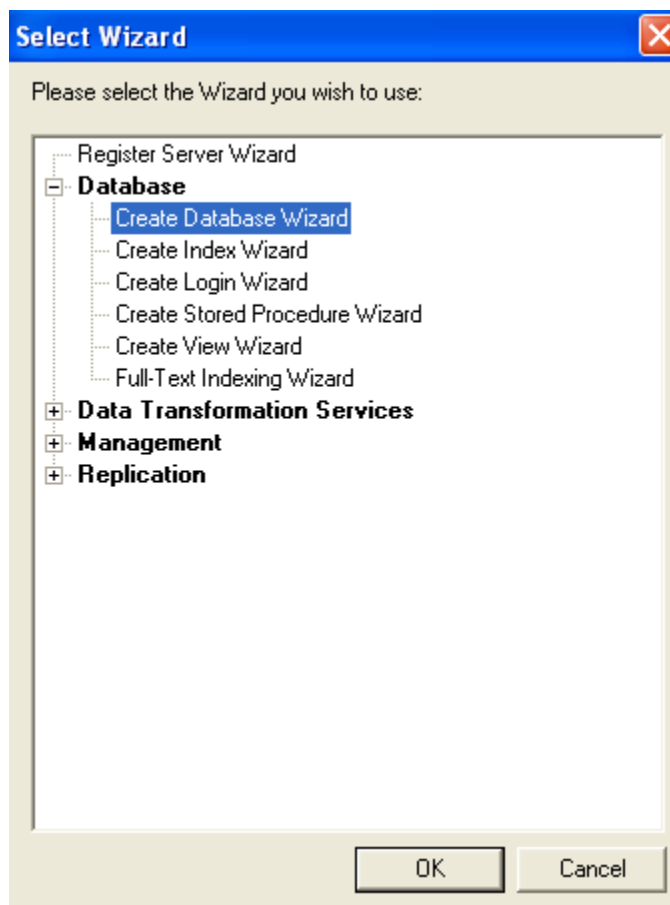 Select Wizard
Please select the Wizard you wish to use:
Register Server Wizard
Database
Create Database Wizard
Create Index Wizard
Create Login Wizard
Create Stored Procedure Wizard
Create View Wizard
Full-Text Indexing Wizard
Data Transformation Services
Management
Replication
OK Cancel